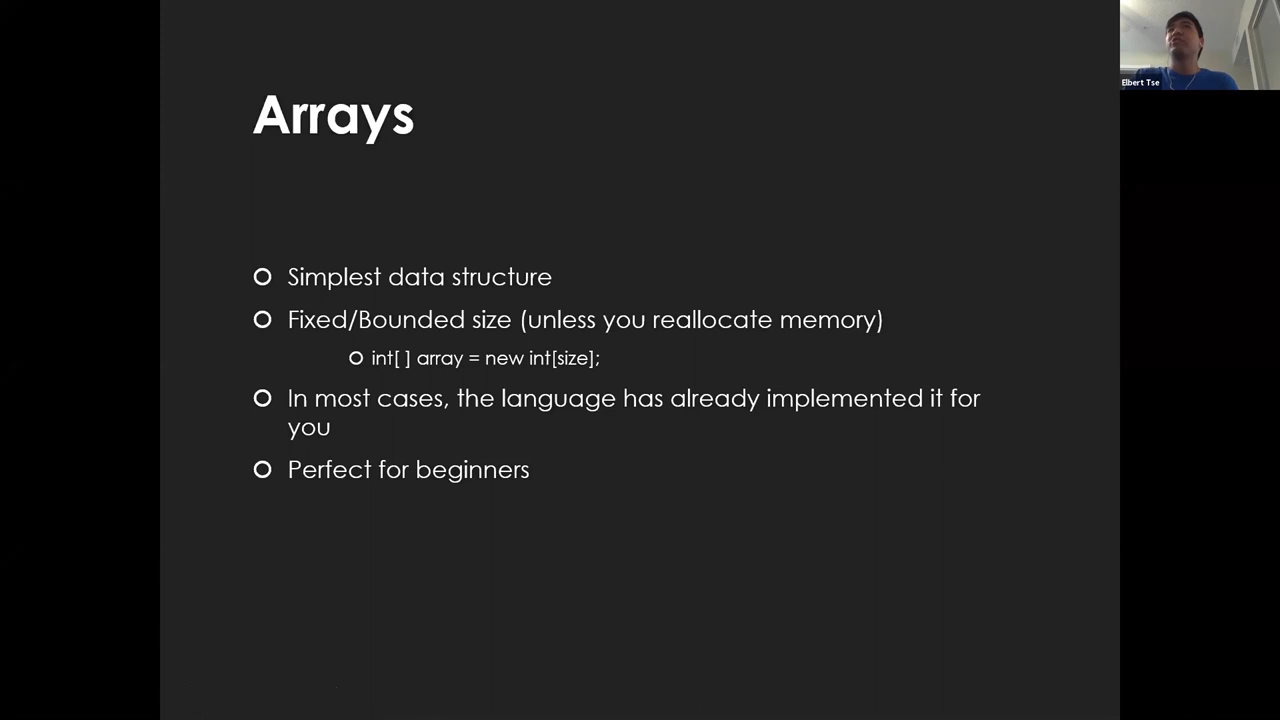 Arrays
Simplest data structure
Fixed/Bounded size (unless you reallocate memory)
int[ ] array = new int[size];
In most cases, the language has already implemented it for
you
Perfect for beginners
Elbert Tse